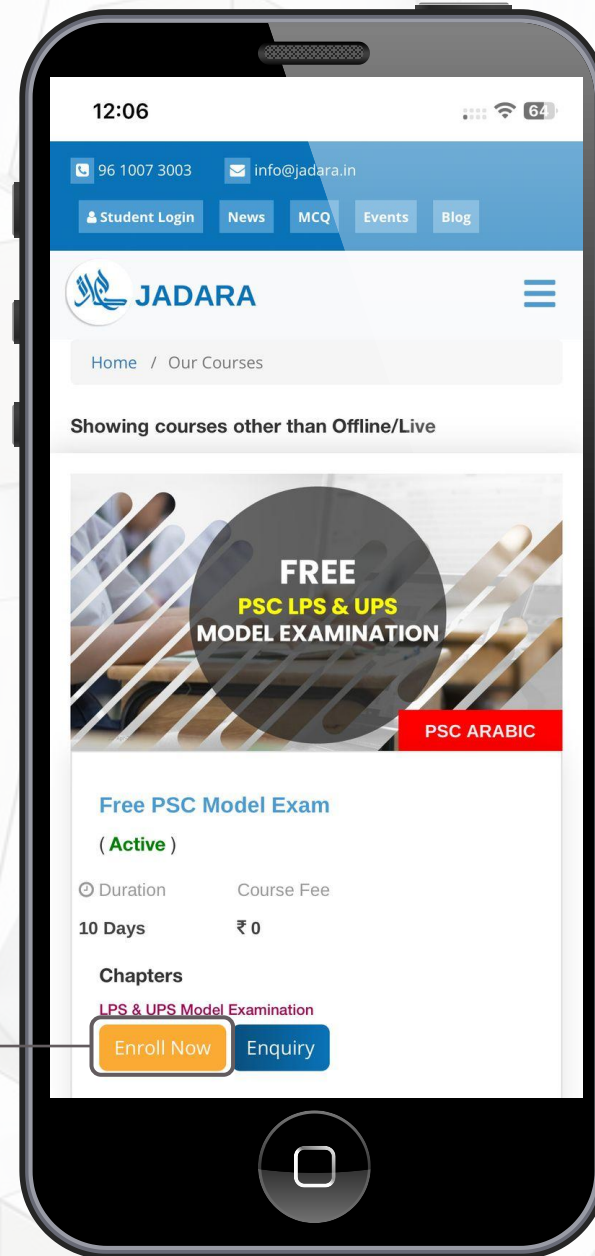 12:06
64
96 1007 3003 info@jadara.in
Student Login News MCQ Events Blog
JADARA
Home / Our Courses
Showing courses other than Offline/Live
FREE
PSC LPS & UPS
MODEL EXAMINATION
PSC ARABIC
Free PSC Model Exam
( Active )
Duration Course Fee
10 Days ₹ 0
Chapters
LPS & UPS Model Examination
Enroll Now Enquiry